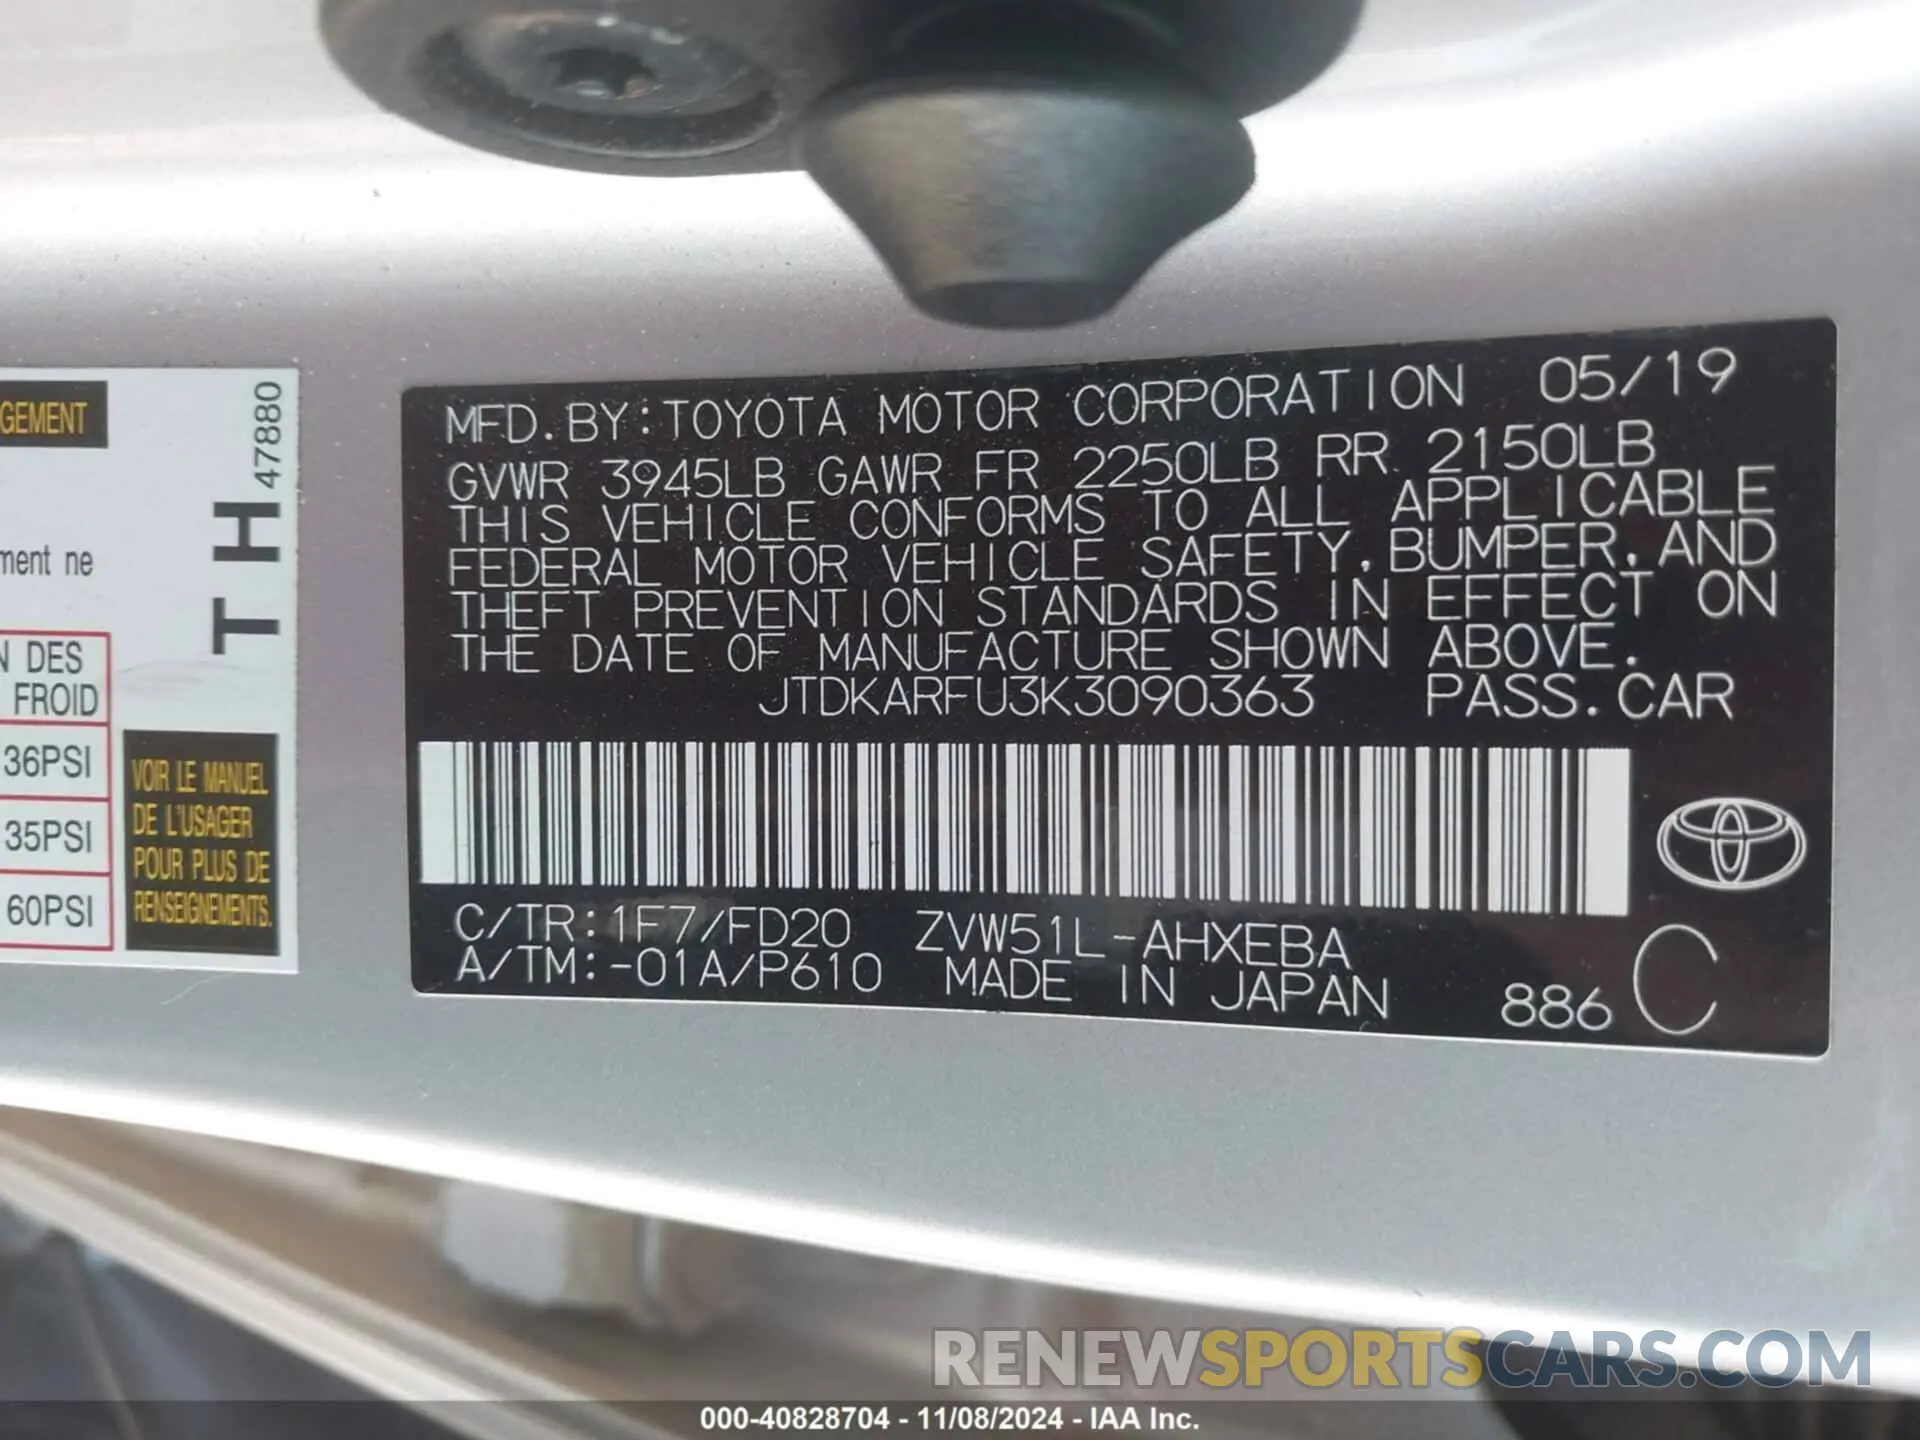 GEMENT
ment ne
N DES
FROID
36PSI
35PSI
60PSI
T H 47880
VOIR LE MANUEL
DE L'USAGER
POUR PLUS DE
RENSEIGNEMENTS.
MFD. BY: TOYOTA MOTOR CORPORATION 05/19
GVWR 3945LB GAWR FR 2250LB RR 2150LB
THIS VEHICLE CONFORMS TO ALL APPLICABLE
FEDERAL MOTOR VEHICLE SAFETY, BUMPER, AND
THEFT PREVENTION STANDARDS IN EFFECT ON
THE DATE OF MANUFACTURE SHOWN ABOVE.
JTDKARFU3K3090363 PASS. CAR
C/TR: 1F7/FD20 ZVW51L-AHXEBA
A/TM: -01A/P610 MADE IN JAPAN 886 C
RENEWSPORTSCARS.COM
000-40828704 - 11/08/2024 - IAA Inc.